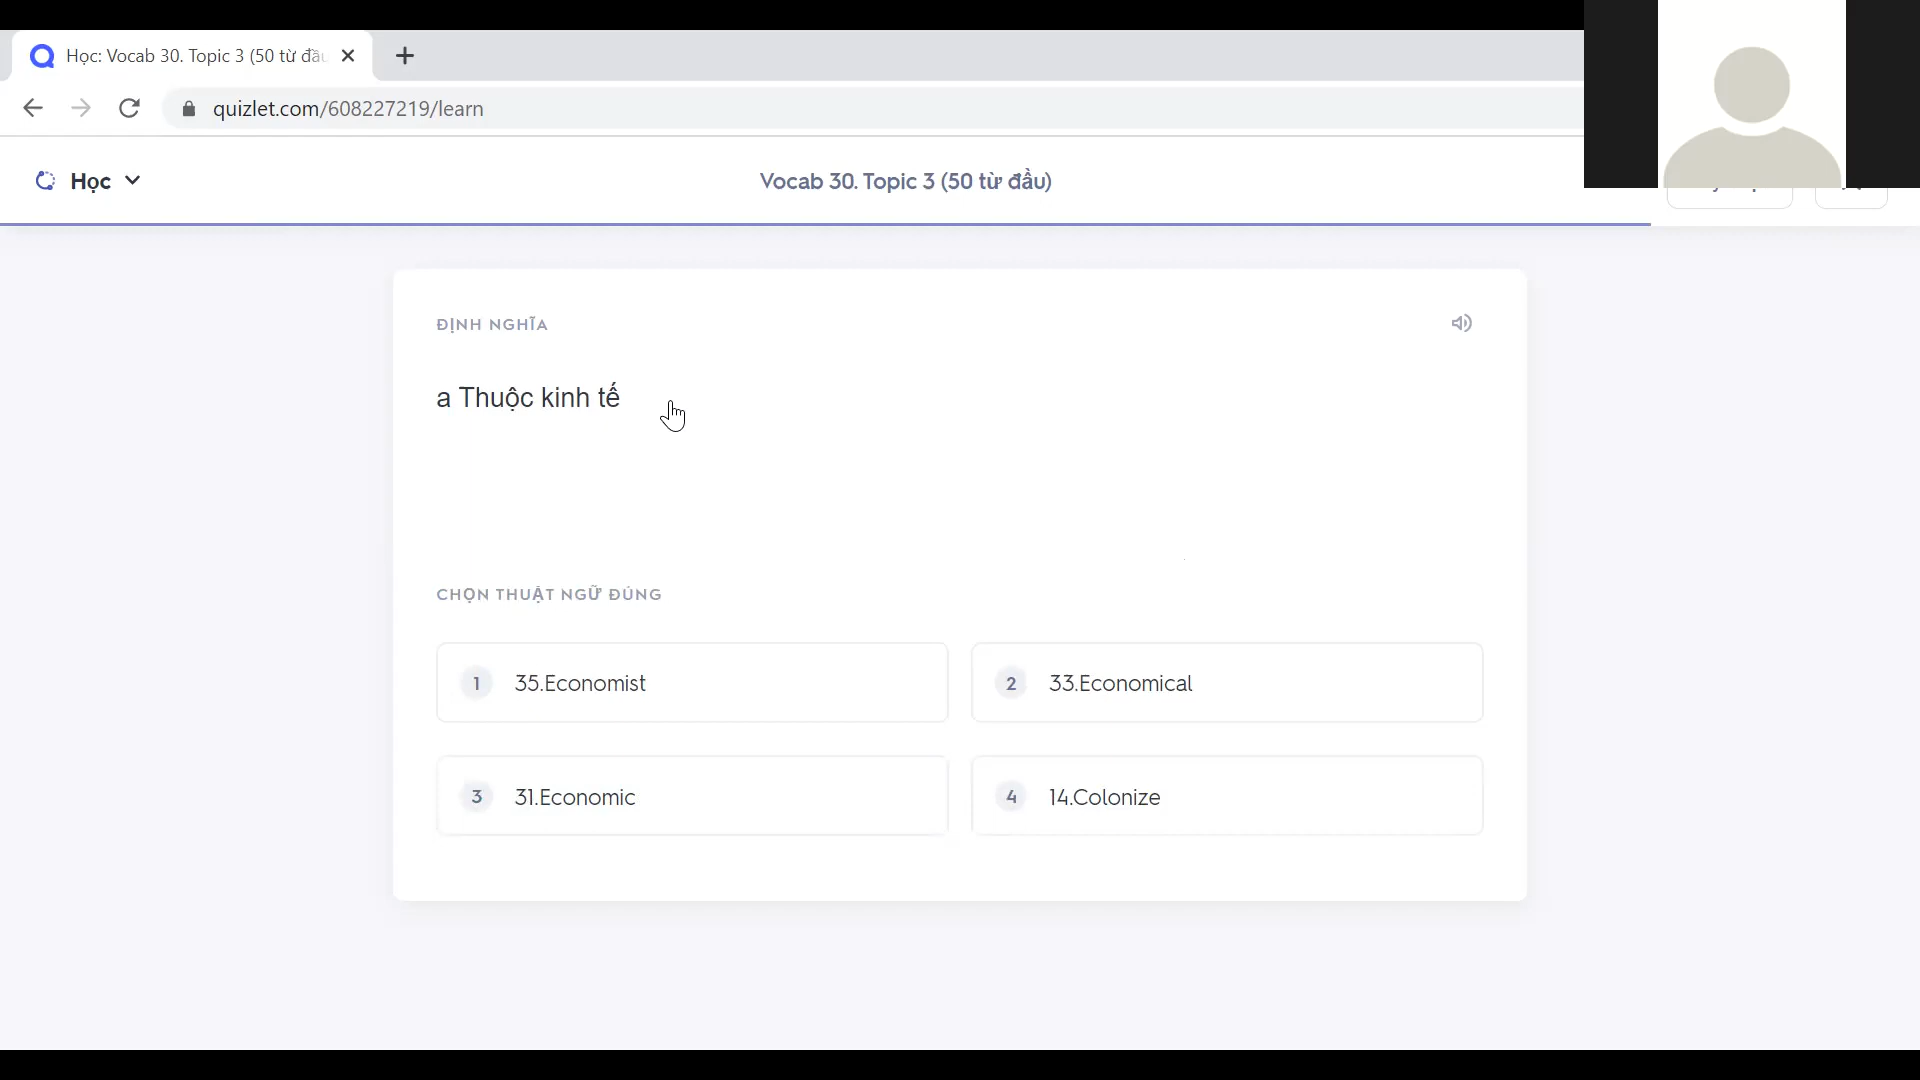 Học: Vocab 30. Topic 3 (50 từ đầu
quizlet.com/608227219/learn
Học
Vocab 30. Topic 3 (50 từ đầu)
ĐỊNH NGHĨA
a Thuộc kinh tế
CHỌN THUẬT NGỮ ĐÚNG
1 35.Economist
2 33.Economical
3 31.Economic
4 14.Colonize